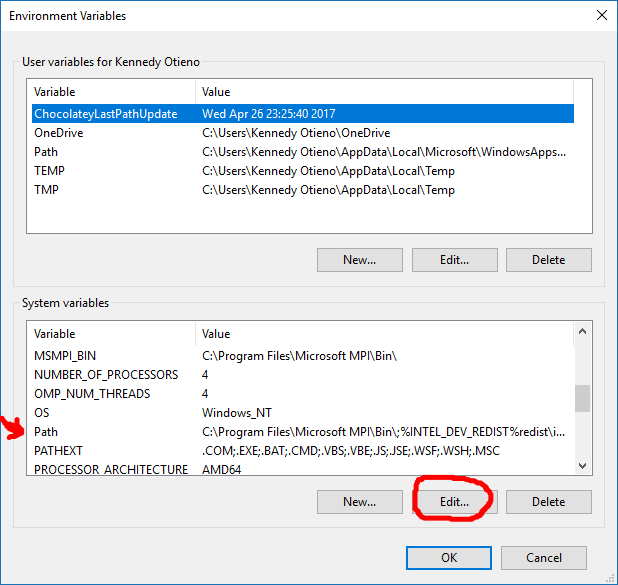 Environment Variables
User variables for Kennedy Otieno
Variable Value
ChocolateyLastPathUpdate Wed Apr 26 23:25:40 2017
OneDrive C:\Users\Kennedy Otieno\OneDrive
Path C:\Users\Kennedy Otieno\AppData\Local\Microsoft\WindowsApps...
TEMP C:\Users\Kennedy Otieno\AppData\Local\Temp
TMP C:\Users\Kennedy Otieno\AppData\Local\Temp
New... Edit... Delete
System variables
Variable Value
MSMPI_BIN C:\Program Files\Microsoft MPI\Bin\
NUMBER_OF_PROCESSORS 4
OMP_NUM_THREADS 4
OS Windows_NT
Path C:\Program Files\Microsoft MPI\Bin\;%INTEL_DEV_REDIST%redist\i...
PATHEXT .COM;.EXE;.BAT;.CMD;.VBS;.VBE;.JS;.JSE;.WSF;.WSH;.MSC
PROCESSOR_ARCHITECTURE AMD64
New... Edit... Delete
OK Cancel